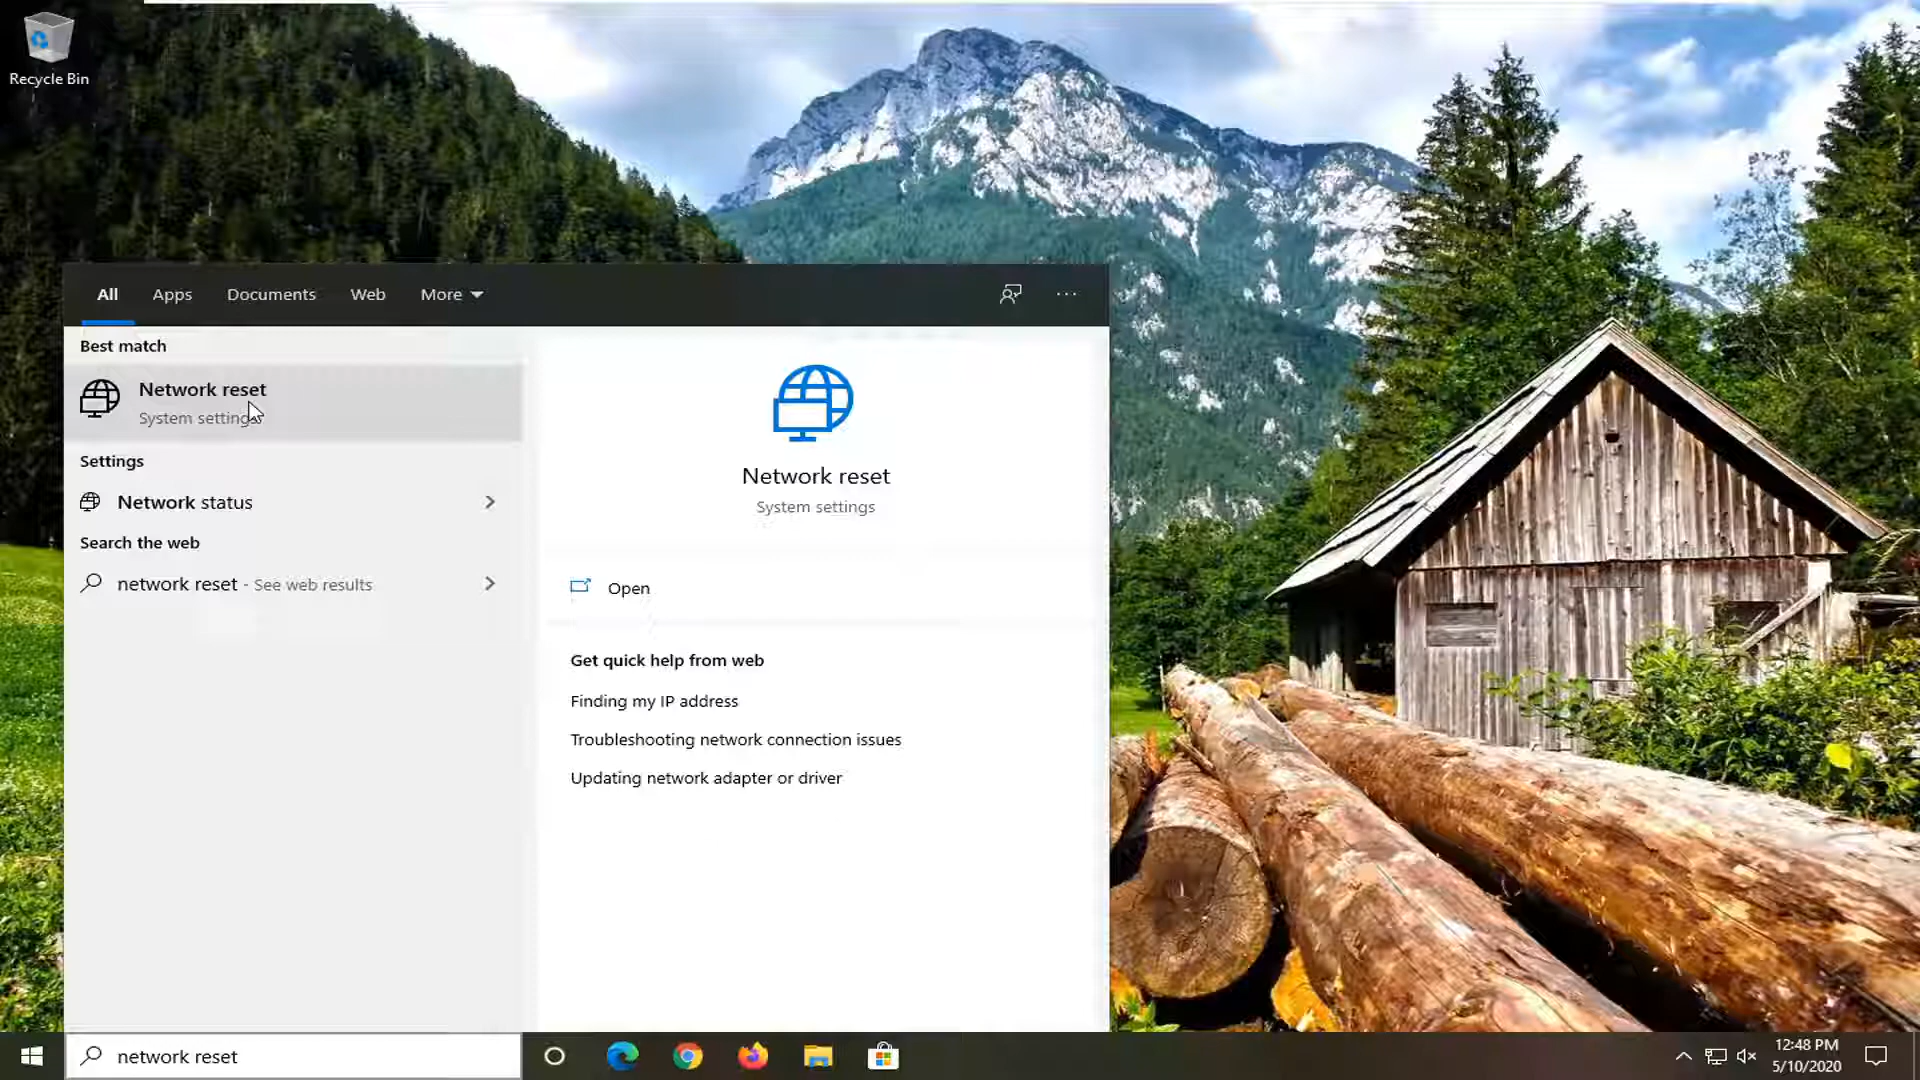 Recycle Bin
All Apps Documents Web More
Best match
Network reset
System settings
Settings
Network status
Search the web
network reset - See web results
Network reset
System settings
Open
Get quick help from web
Finding my IP address
Troubleshooting network connection issues
Updating network adapter or driver
network reset
12:48 PM
5/10/2020